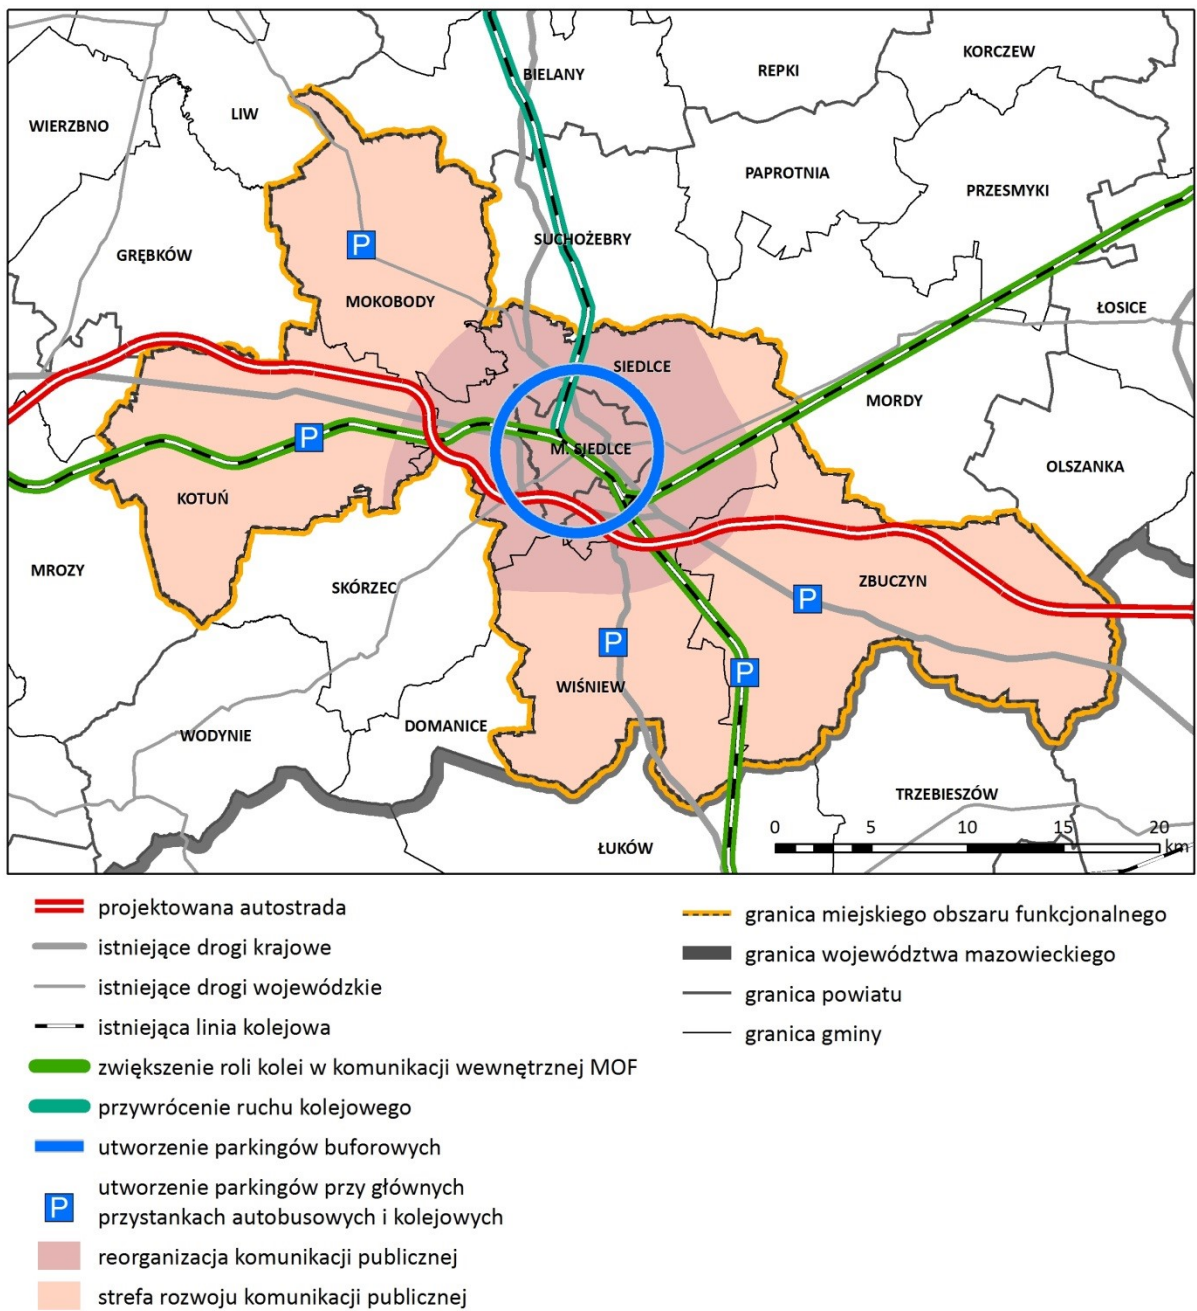 KORCZEW
BIELANY
REPKI
LIW
WIERZBNO
PAPROTNIA
PRZESMYKI
SUCHOŻEBRY
GRĘBKÓW
P
MOKOBODY
ŁOSICE
SIEDLCE
MORDY
P
M. SIEDLCE
OLSZANKA
KOTUŃ
MROZY
SKÓRZEC
ZBUCZYN
P
P
P
WIŚNIEW
DOMANICE
WODYNIE
TRZEBIESZÓW
ŁUKÓW
0 5 10 15 20
km
projektowana autostrada
istniejące drogi krajowe
istniejące drogi wojewódzkie
istniejąca linia kolejowa
zwiększenie roli kolei w komunikacji wewnętrznej MOF
przywrócenie ruchu kolejowego
utworzenie parkingów buforowych
P utworzenie parkingów przy głównych
przystankach autobusowych i kolejowych
reorganizacja komunikacji publicznej
strefa rozwoju komunikacji publicznej
granica miejskiego obszaru funkcjonalnego
granica województwa mazowieckiego
granica powiatu
granica gminy